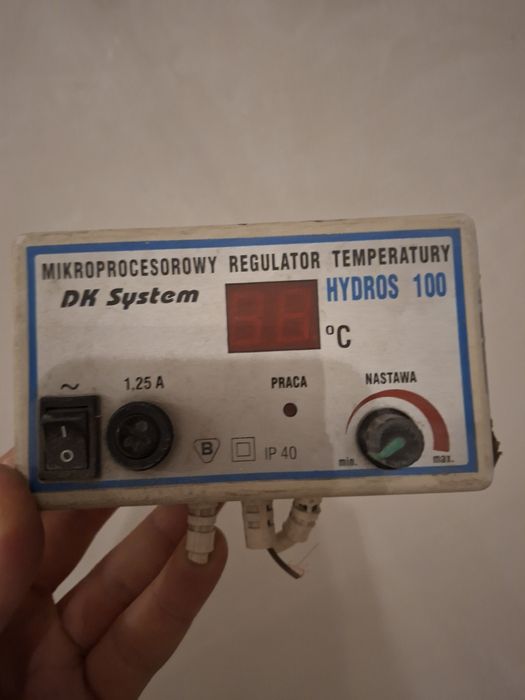 MIKROPROCESOROWY REGULATOR TEMPERATURY
DK System
HYDROS 100
°C
~
1,25 A
PRACA
NASTAWA
I
O
B
IP 40
min.
max.